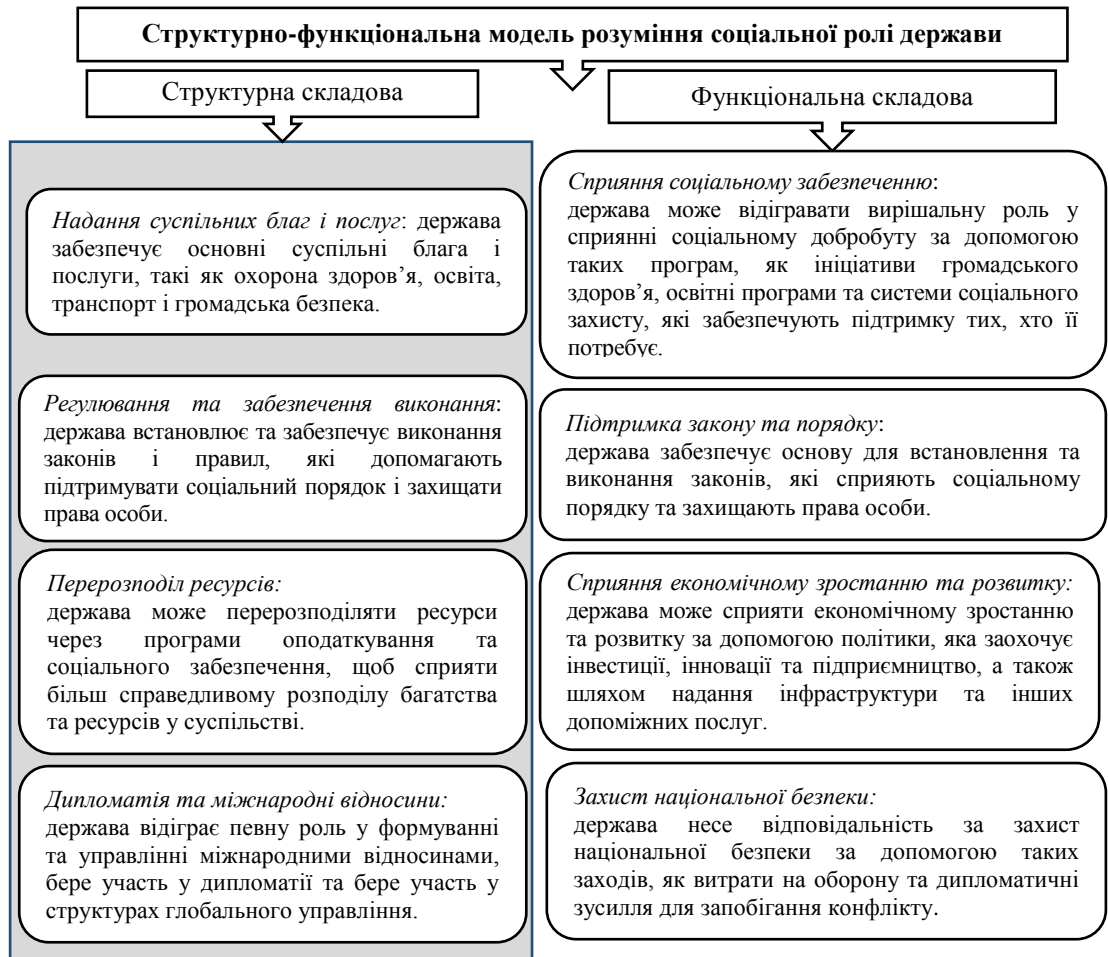 Структурно-функціональна модель розуміння соціальної ролі держави
Структурна складова
Функціональна складова
Надання суспільних благ і послуг: держава
забезпечує основні суспільні блага і
послуги, такі як охорона здоров’я, освіта,
транспорт і громадська безпека.
Регулювання та забезпечення виконання:
держава встановлює та забезпечує виконання
законів і правил, які допомагають
підтримувати соціальний порядок і захищати
права особи.
Перерозподіл ресурсів:
держава може перерозподіляти ресурси
через програми оподаткування та
соціального забезпечення, щоб сприяти
більш справедливому розподілу багатства
та ресурсів у суспільстві.
Дипломатія та міжнародні відносини:
держава відіграє певну роль у формуванні
та управлінні міжнародними відносинами,
бере участь у дипломатії та бере участь у
структурах глобального управління.
Сприяння соціальному забезпеченню:
держава може відігравати вирішальну роль у
сприянні соціальному добробуту за допомогою
таких програм, як ініціативи громадського
здоров’я, освітні програми та системи соціального
захисту, які забезпечують підтримку тих, хто її
потребує.
Підтримка закону та порядку:
держава забезпечує основу для встановлення та
виконання законів, які сприяють соціальному
порядку та захищають права особи.
Сприяння економічному зростанню та розвитку:
держава може сприяти економічному зростанню
та розвитку за допомогою політики, яка заохочує
інвестиції, інновації та підприємництво, а також
шляхом надання інфраструктури та інших
допоміжних послуг.
Захист національної безпеки:
держава несе відповідальність за захист
національної безпеки за допомогою таких
заходів, як витрати на оборону та дипломатичні
зусилля для запобігання конфлікту.